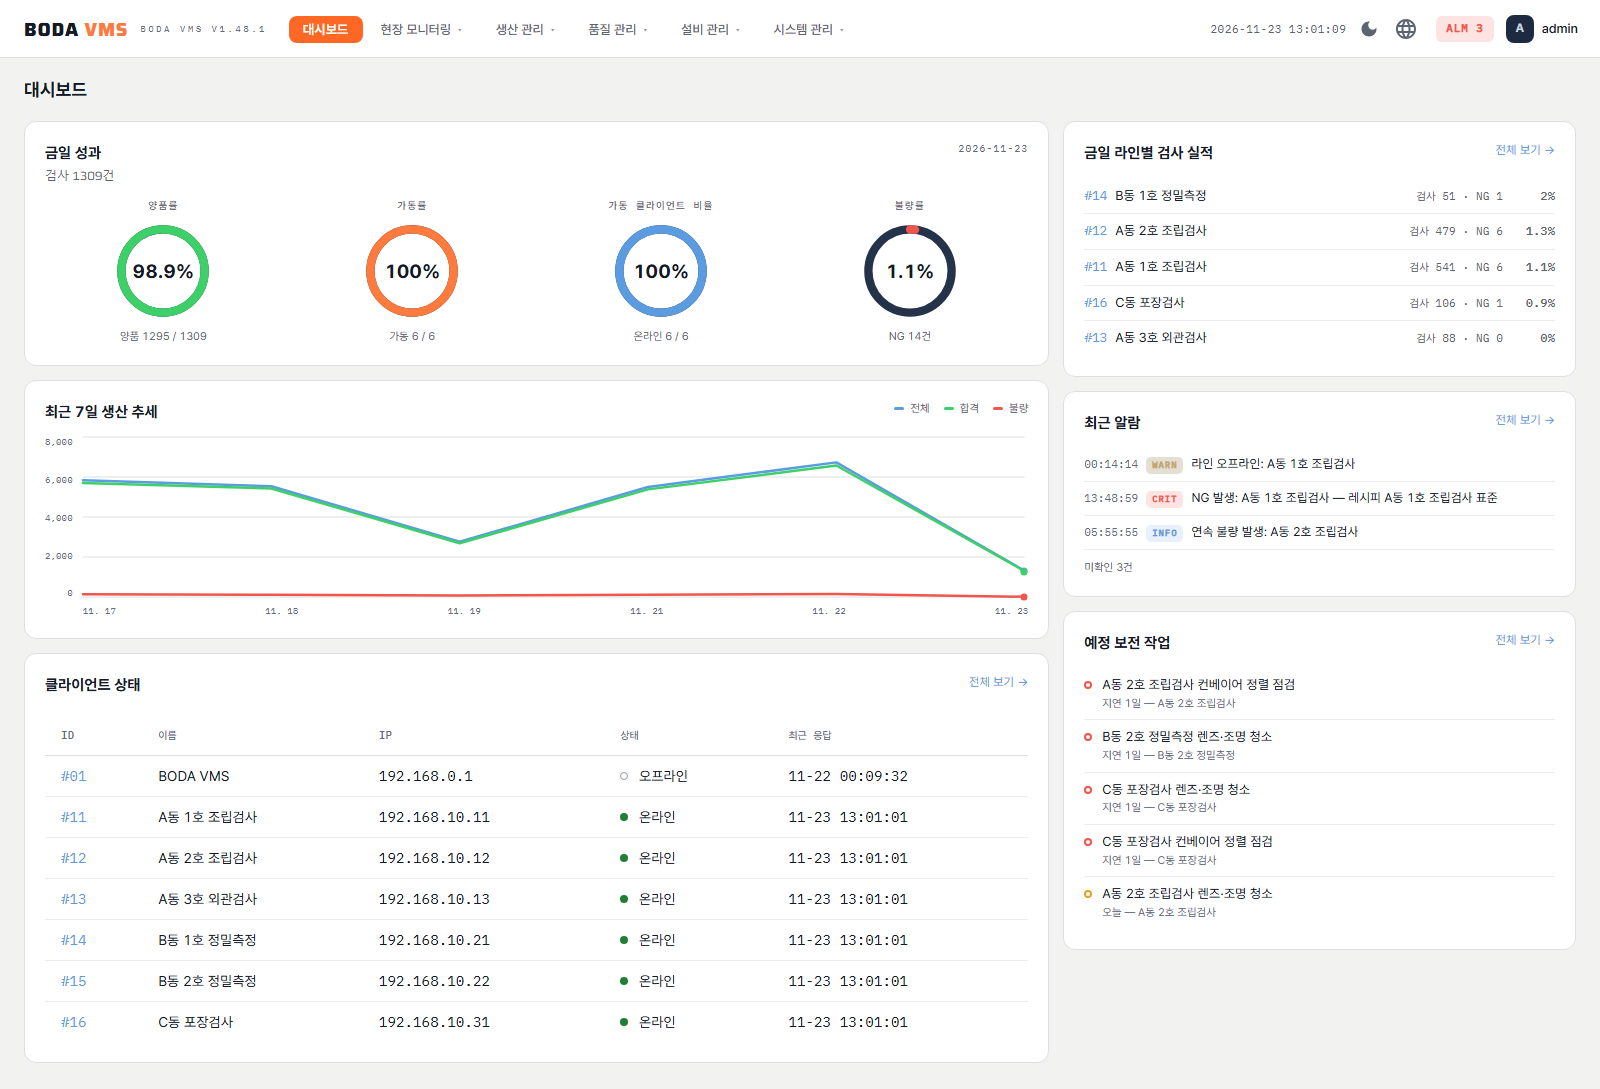 BODA VMS BODA VMS V1.48.1 대시보드 현장 모니터링 생산 관리 품질 관리 설비 관리 시스템 관리 2026-11-23 13:01:09 ALM 3 A admin
대시보드
금일 성과 2026-11-23
검사 1309건
양품률 가동률 가동 클라이언트 비율 불량률
98.9% 100% 100% 1.1%
양품 1295 / 1309 가동 6 / 6 온라인 6 / 6 NG 14건
최근 7일 생산 추세 전체 합격 불량
8,000
6,000
4,000
2,000
0
11. 17 11. 18 11. 19 11. 21 11. 22 11. 23
클라이언트 상태 전체 보기 →
ID 이름 IP 상태 최근 응답
#01 BODA VMS 192.168.0.1 오프라인 11-22 00:09:32
#11 A동 1호 조립검사 192.168.10.11 온라인 11-23 13:01:01
#12 A동 2호 조립검사 192.168.10.12 온라인 11-23 13:01:01
#13 A동 3호 외관검사 192.168.10.13 온라인 11-23 13:01:01
#14 B동 1호 정밀측정 192.168.10.21 온라인 11-23 13:01:01
#15 B동 2호 정밀측정 192.168.10.22 온라인 11-23 13:01:01
#16 C동 포장검사 192.168.10.31 온라인 11-23 13:01:01
금일 라인별 검사 실적 전체 보기 →
#14 B동 1호 정밀측정 검사 51 · NG 1 2%
#12 A동 2호 조립검사 검사 479 · NG 6 1.3%
#11 A동 1호 조립검사 검사 541 · NG 6 1.1%
#16 C동 포장검사 검사 106 · NG 1 0.9%
#13 A동 3호 외관검사 검사 88 · NG 0 0%
최근 알람 전체 보기 →
00:14:14 WARN 라인 오프라인: A동 1호 조립검사
13:48:59 CRIT NG 발생: A동 1호 조립검사 — 레시피 A동 1호 조립검사 표준
05:55:55 INFO 연속 불량 발생: A동 2호 조립검사
미확인 3건
예정 보전 작업 전체 보기 →
A동 2호 조립검사 컨베이어 정렬 점검
지연 1일 — A동 2호 조립검사
B동 2호 정밀측정 렌즈·조명 청소
지연 1일 — B동 2호 정밀측정
C동 포장검사 렌즈·조명 청소
지연 1일 — C동 포장검사
C동 포장검사 컨베이어 정렬 점검
지연 1일 — C동 포장검사
A동 2호 조립검사 렌즈·조명 청소
오늘 — A동 2호 조립검사